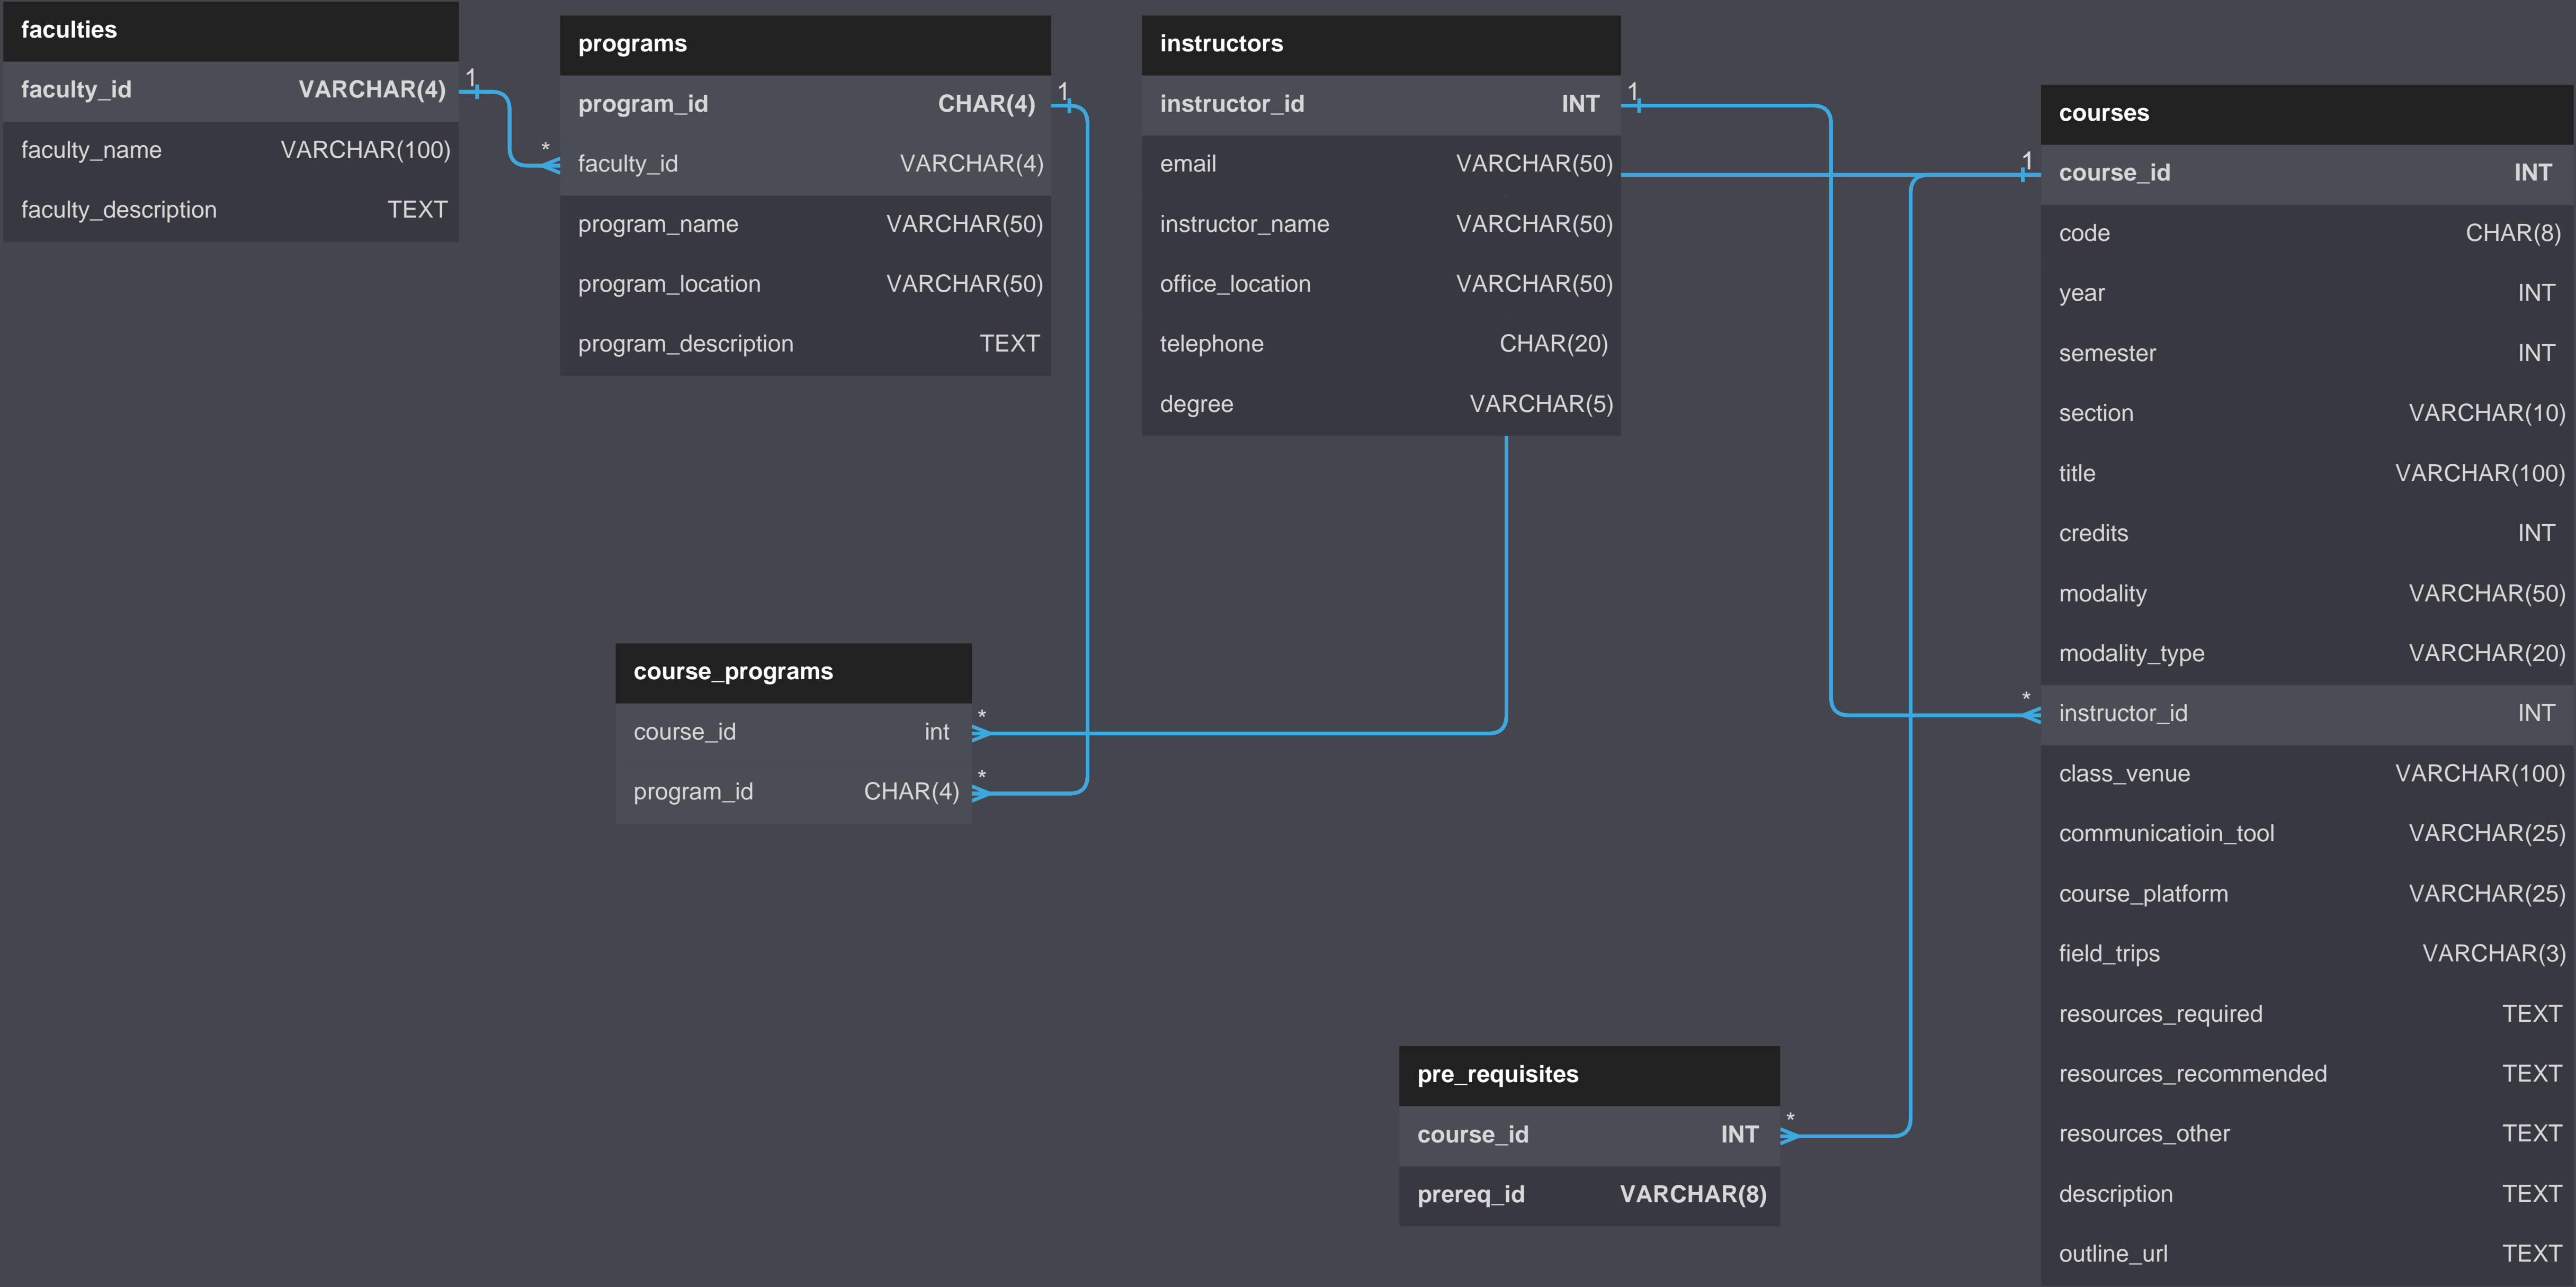 faculties
faculty_id VARCHAR(4)
faculty_name VARCHAR(100)
faculty_description TEXT
1
*
programs
program_id CHAR(4)
faculty_id VARCHAR(4)
program_name VARCHAR(50)
program_location VARCHAR(50)
program_description TEXT
1
instructors
instructor_id INT
email VARCHAR(50)
instructor_name VARCHAR(50)
office_location VARCHAR(50)
telephone CHAR(20)
degree VARCHAR(5)
1
1
*
courses
course_id INT
code CHAR(8)
year INT
semester INT
section VARCHAR(10)
title VARCHAR(100)
credits INT
modality VARCHAR(50)
modality_type VARCHAR(20)
instructor_id INT
class_venue VARCHAR(100)
communicatioin_tool VARCHAR(25)
course_platform VARCHAR(25)
field_trips VARCHAR(3)
resources_required TEXT
resources_recommended TEXT
resources_other TEXT
description TEXT
outline_url TEXT
course_programs
course_id int
program_id CHAR(4)
*
*
pre_requisites
course_id INT
prereq_id VARCHAR(8)
*